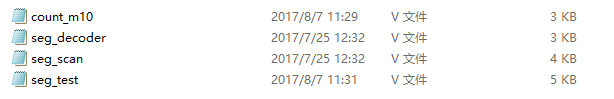 count_m10 2017/8/7 11:29 V 文件 3 KB
seg_decoder 2017/7/25 12:32 V 文件 3 KB
seg_scan 2017/7/25 12:32 V 文件 4 KB
seg_test 2017/8/7 11:31 V 文件 5 KB